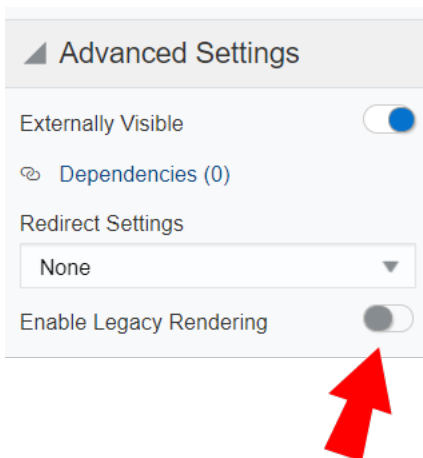 Advanced Settings
Externally Visible
Dependencies (0)
Redirect Settings
None
Enable Legacy Rendering